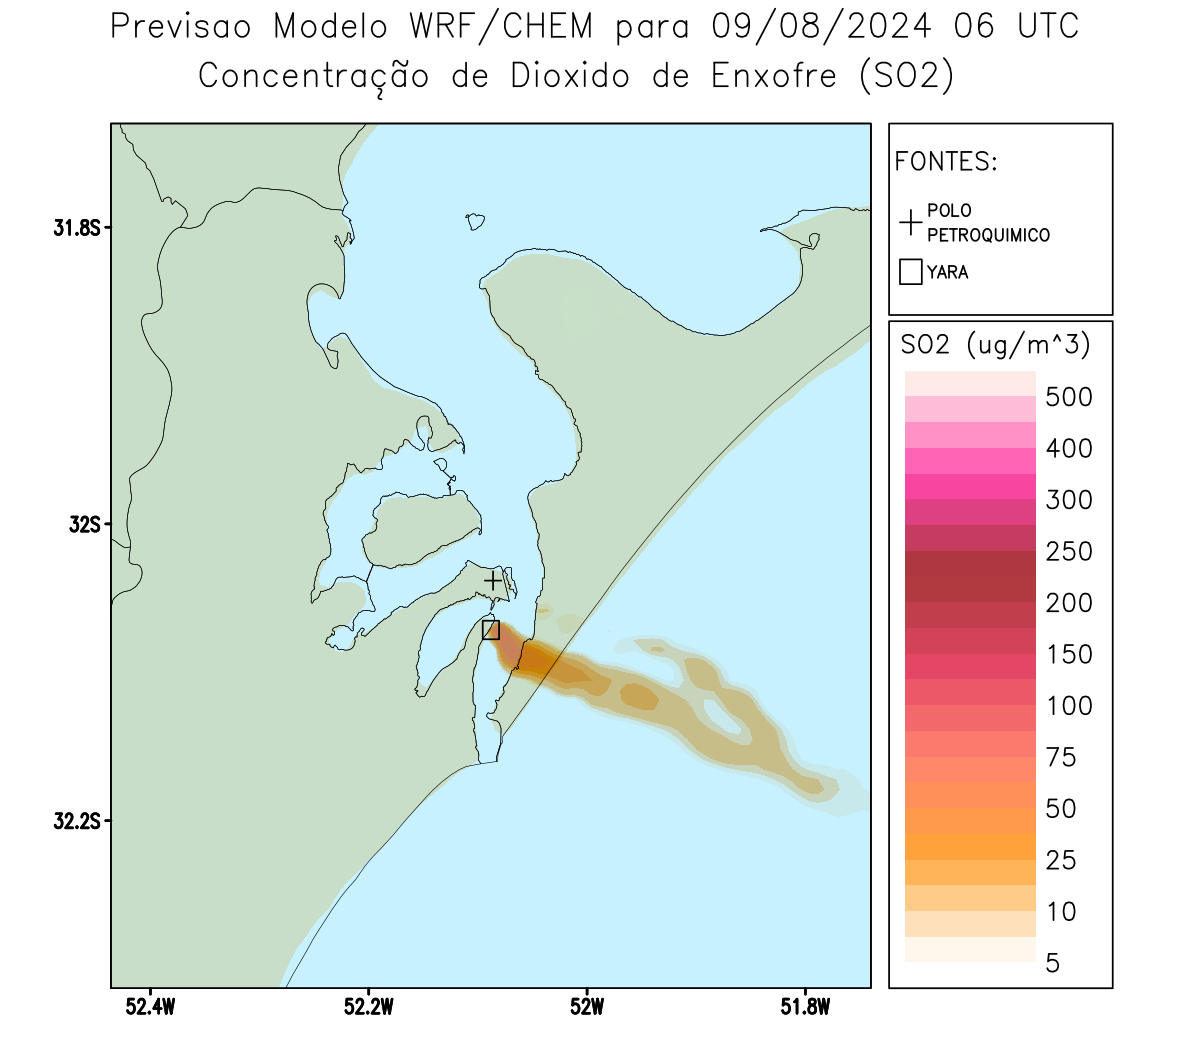 Previsao Modelo WRF/CHEM para 09/08/2024 06 UTC
Concentração de Dioxido de Enxofre (SO2)
FONTES:
POLO
PETROQUIMICO
YARA
SO2 (ug/m^3)
500
400
300
250
200
150
100
75
50
25
10
5
31.8S
32S
32.2S
52.4W
52.2W
52W
51.8W